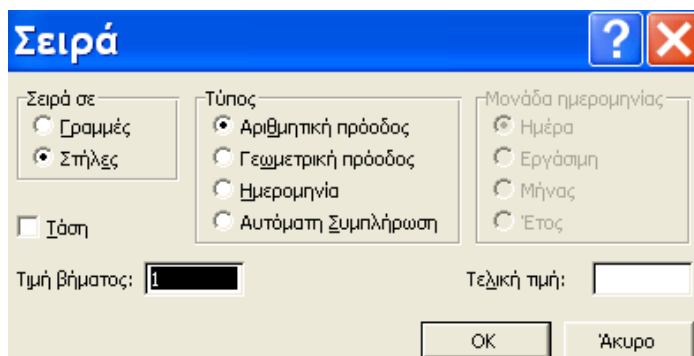 Σειρά
Σειρά σε
Γραμμές
Στήλες
Τάση
Τύπος
Αριθμητική πρόοδος
Γεωμετρική πρόοδος
Ημερομηνία
Αυτόματη Συμπλήρωση
Μονάδα ημερομηνίας
Ημέρα
Εργάσιμη
Μήνας
Έτος
Τιμή βήματος: 1
Τελική τιμή:
OK
Άκυρο